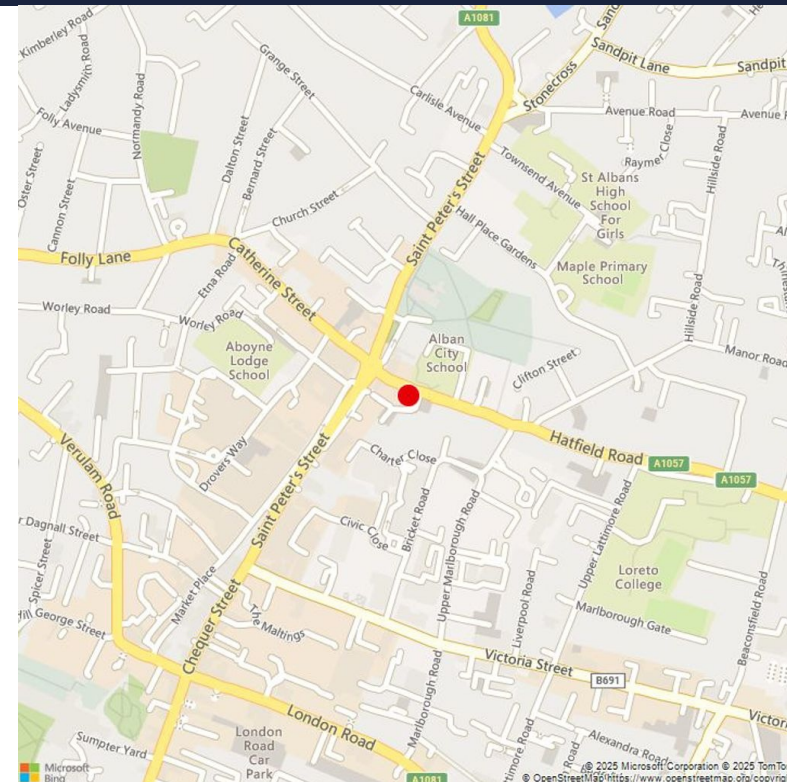 A1081
Kimberley Road
Ladysmith Road
Normandy Road
Grange Street
Sandpit Lane
Sandpit
Stonecross
Carlisle Avenue
Avenue Road
Folly Avenue
Oster Street
Cannon Street
Dalton Street
Bernard Street
Townsend Avenue
Raymer Close
Hillside Road
St Albans
High
School
For
Girls
Church Street
Saint Peter's Street
Hall Place Gardens
Folly Lane
Catherine Street
Etna Road
Maple Primary
School
Worley Road
Worley Road
Hillside Road
Aboyne
Lodge
School
Alban
City
School
Clifton Street
Manor Road
Verulam Road
Drovers Way
Saint Peter's Street
Charter Close
Hatfield Road
A1057
A1057
Bricket Road
Civic Close
Upper Marlborough Road
Upper Lattimore Road
r Dagnall Street
Spicer Street
Market Place
Loreto
College
Liverpool Road
Marlborough Gate
Beaconsfield Road
George Street
Chequer Street
The Maltings
Victoria Street
B691
Marlborough Road
London Road
Sumpter Yard
London
Road
Car
Park
Alexandra Road
A1081
Microsoft
Bing
© 2025 Microsoft Corporation © 2025 TomTom
© OpenStreetMap https://www.openstreetmap.org/copyrig